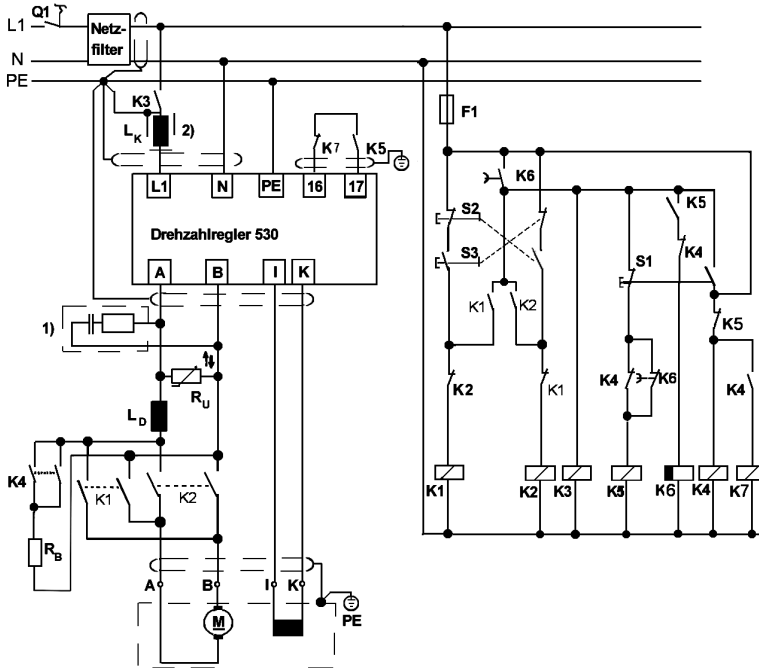 Q1
L1
Netz-
filter
N
PE
K3
F1
L K
2)
K7
K5
K6
L1
N
PE
16
17
S2
K5
Drehzahlregler 530
S3
K4
S1
A
B
I
K
K1
K2
K5
1)
R U
K2
K1
K4
K6
K4
L D
K4
K1
K2
K1
K2
K3
K5
K6
K4
K7
R B
A
B
I
K
M
PE